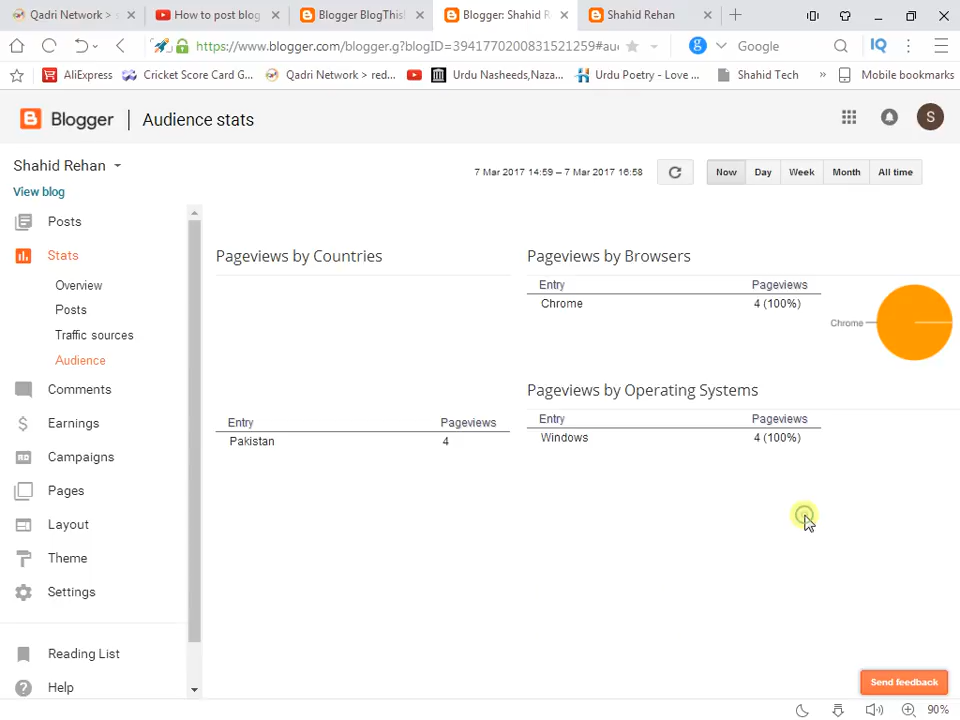 Qadri Network > : × How to post blog × Blogger BlogThis! × Blogger: Shahid R × Shahid Rehan ×
https://www.blogger.com/blogger.g?blogID=3941770200831521259#au Google IQ
AliExpress Cricket Score Card G... Qadri Network > red... Urdu Nasheeds,Naza... Urdu Poetry - Love ... Shahid Tech » Mobile bookmarks
Blogger | Audience stats S
Shahid Rehan
View blog
7 Mar 2017 14:59 – 7 Mar 2017 16:58 Now Day Week Month All time
Posts
Stats
Overview
Posts
Traffic sources
Audience
Comments
Earnings
Campaigns
Pages
Layout
Theme
Settings
Reading List
Help
Pageviews by Countries
Entry Pageviews
Pakistan 4
Pageviews by Browsers
Entry Pageviews
Chrome 4 (100%)
Chrome
Pageviews by Operating Systems
Entry Pageviews
Windows 4 (100%)
Send feedback
90%